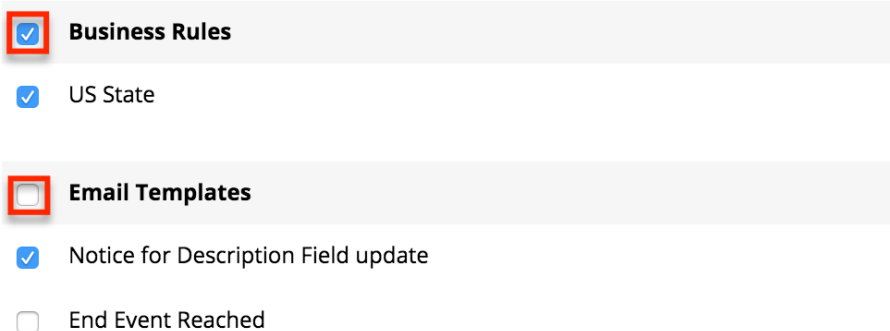 Business Rules
US State
Email Templates
Notice for Description Field update
End Event Reached